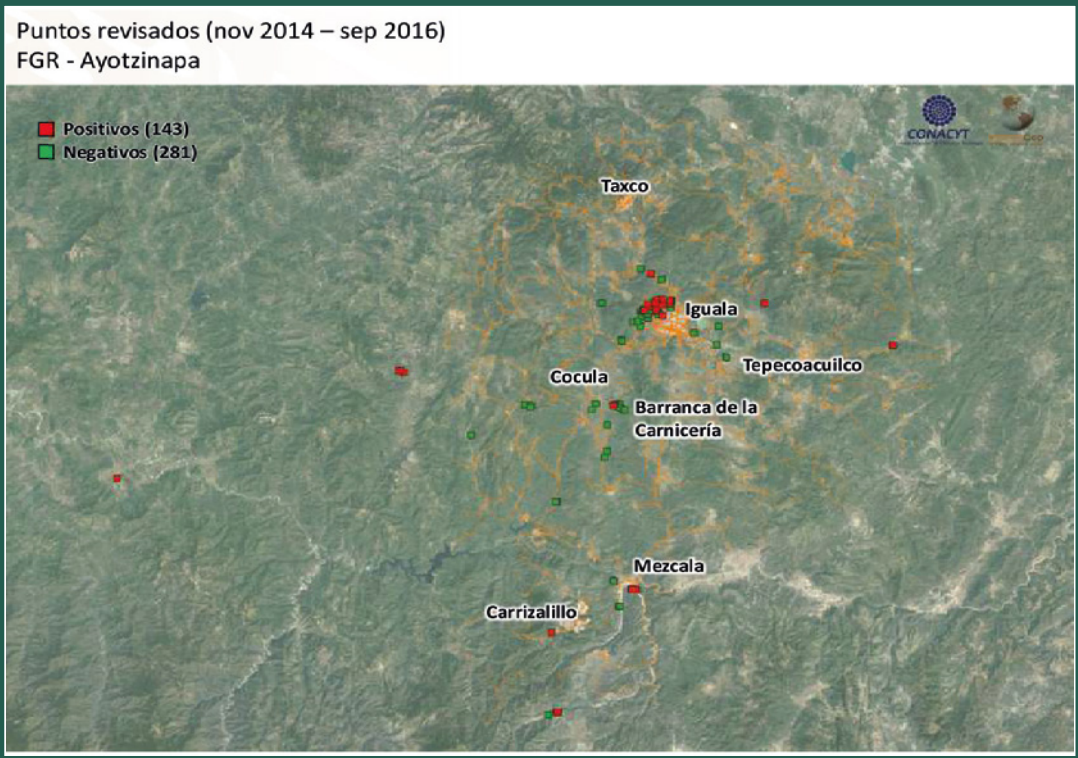 Puntos revisados (nov 2014 – sep 2016)
FGR - Ayotzinapa
Positivos (143)
Negativos (281)
CONACYT
Taxco
Iguala
Tepecoacuilco
Cocula
Barranca de la
Carnicería
Mezcala
Carrizalillo